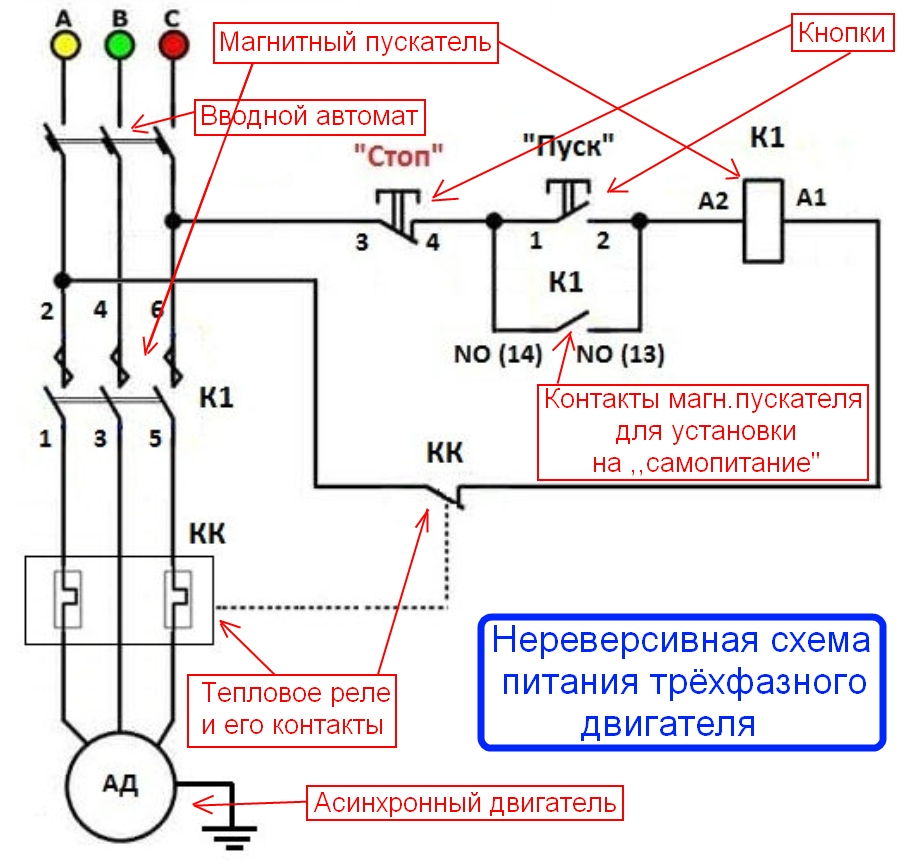 A B C
Магнитный пускатель
Кнопки
Вводной автомат
"Стоп"
"Пуск"
К1
3 4
1 2
А2 А1
К1
NO (14) NO (13)
2 4 6
К1
1 3 5
Контакты магн.пускателя
для установки
на ,,самопитание"
КК
КК
Тепловое реле
и его контакты
Нереверсивная схема
питания трёхфазного
двигателя
АД
Асинхронный двигатель